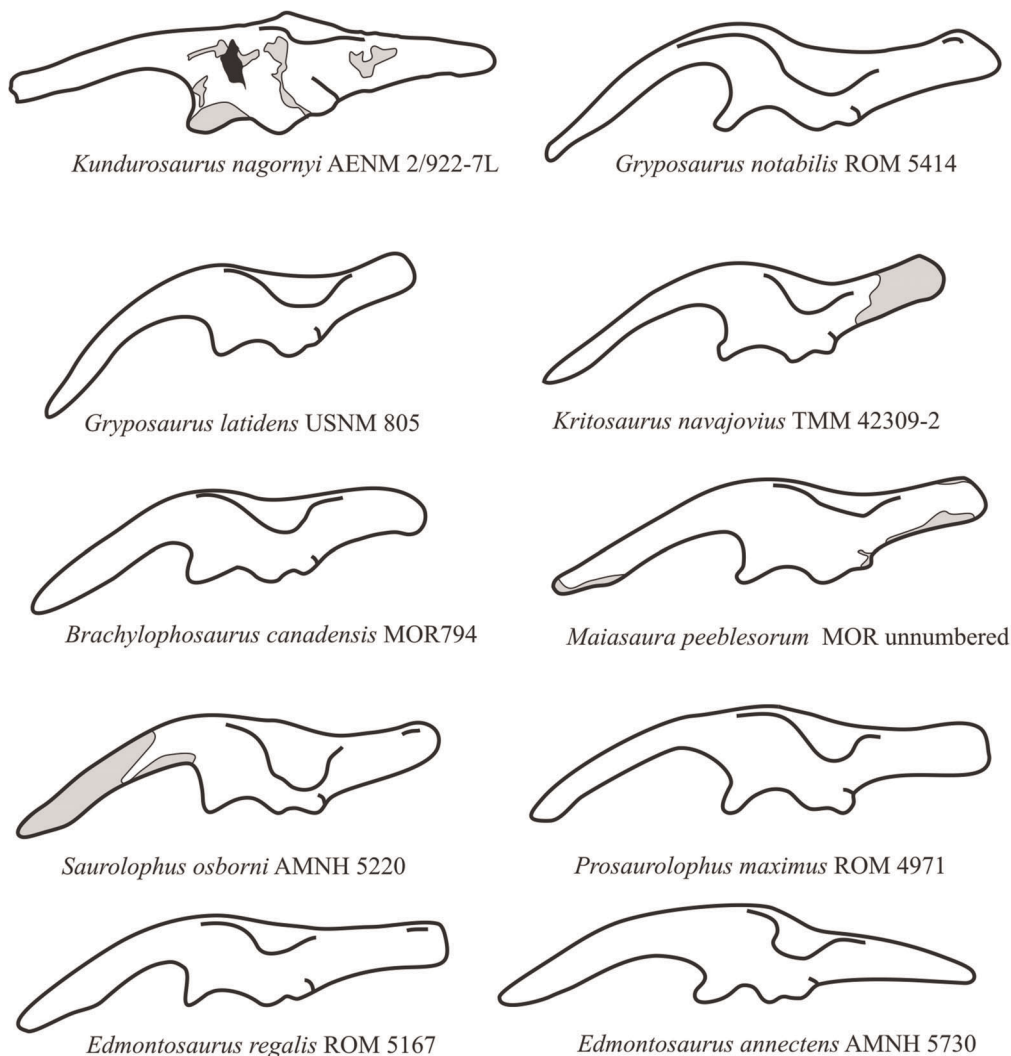 Kundurosaurus nagornyi AENM 2/922-7L
Gryposaurus notabilis ROM 5414
Gryposaurus latidens USNM 805
Kritosaurus navajovius TMM 42309-2
Brachylophosaurus canadensis MOR794
Maiasaura peeblesorum MOR unnumbered
Saurolophus osborni AMNH 5220
Prosaurolophus maximus ROM 4971
Edmontosaurus regalis ROM 5167
Edmontosaurus annectens AMNH 5730